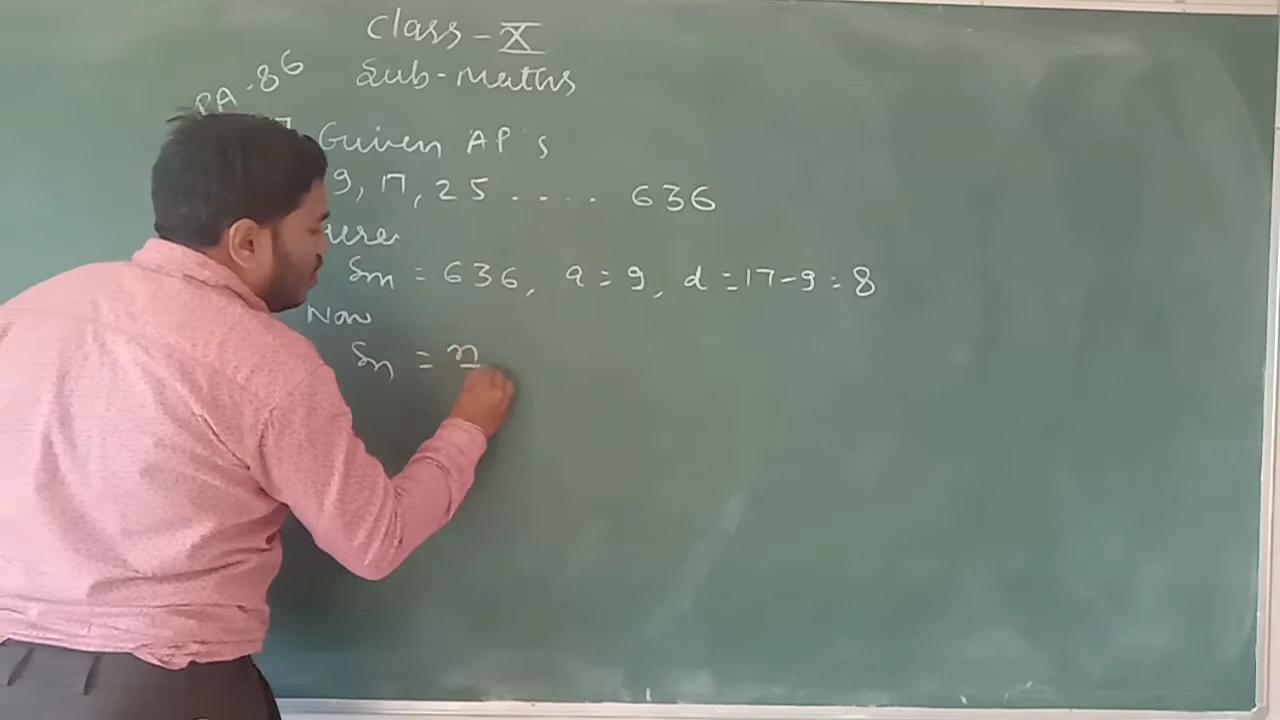 Class - X
Sub - Maths
PA - 86
Given AP's
9, 17, 25 . . . . . 636
Sn = 636, a = 9, d = 17 - 9 = 8
Now
Sn = n